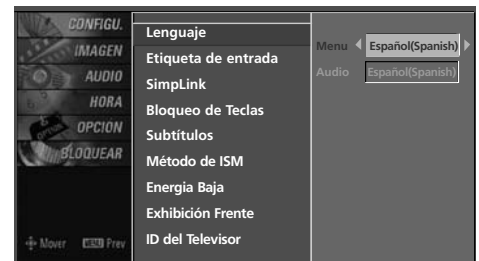 CONFIGU.
IMAGEN
AUDIO
HORA
OPCION
BLOQUEAR
Mover MENU Prev
Lenguaje
Etiqueta de entrada
SimpLink
Bloqueo de Teclas
Subtítulos
Método de ISM
Energia Baja
Exhibición Frente
ID del Televisor
Menu Español(Spanish)
Audio Español(Spanish)